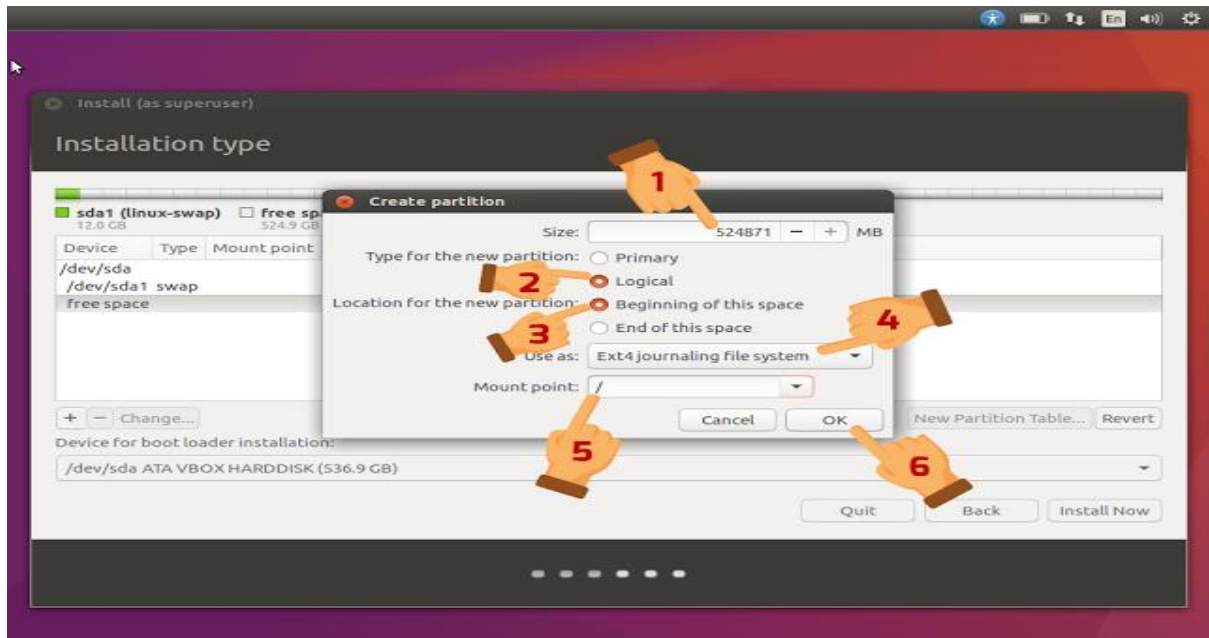 En
Install (as superuser)
Installation type
1
sda1 (linux-swap) free sp
12.0 GB 524.9 GB
Create partition
Size: 524871 − + MB
Device Type Mount point
Type for the new partition: Primary
/dev/sda
2 Logical
/dev/sda1 swap
Location for the new partition: Beginning of this space
free space
3 End of this space
4
Use as: Ext4 journaling file system
Mount point: /
+ − Change...
Cancel OK
New Partition Table... Revert
Device for boot loader installation:
5
6
/dev/sda ATA VBOX HARDDISK (536.9 GB)
Quit Back Install Now